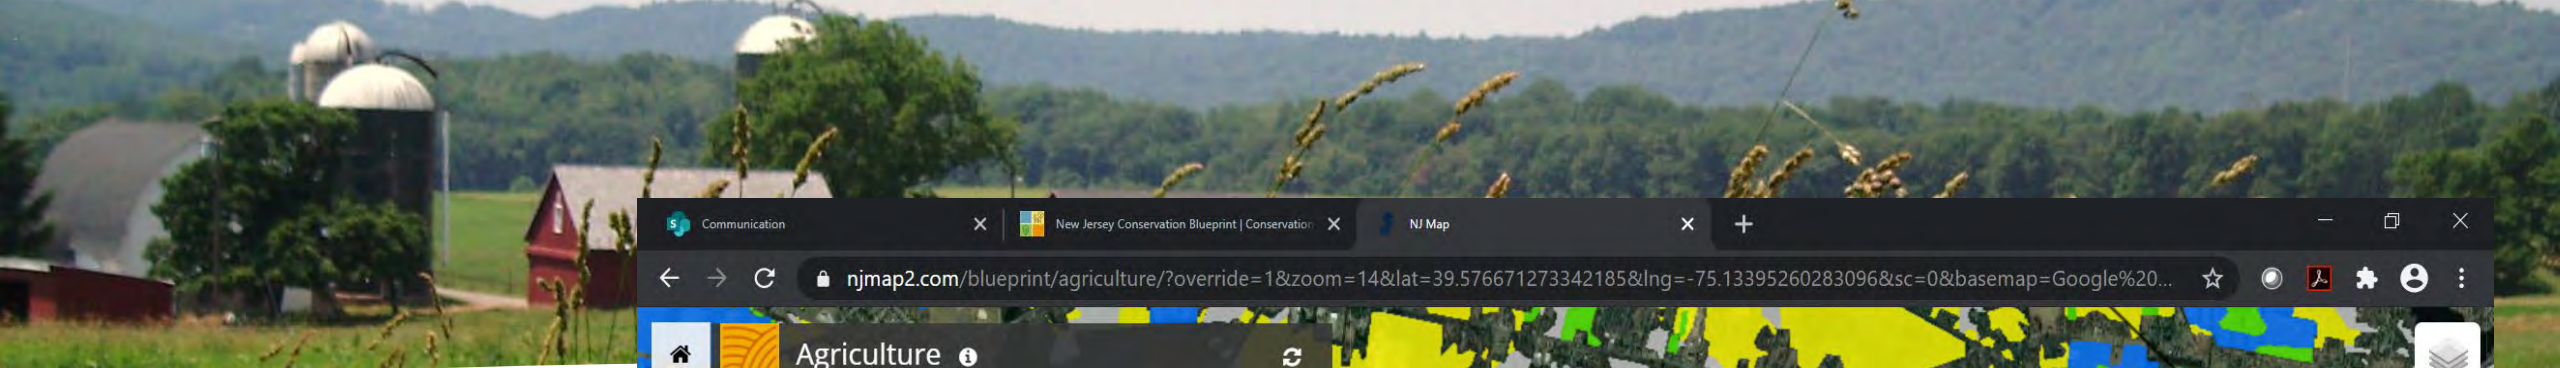 Communication
New Jersey Conservation Blueprint | Conservation
NJ Map
njmap2.com/blueprint/agriculture/?override=1&zoom=14&lat=39.576671273342185&lng=-75.13395260283096&sc=0&basemap=Google%20...
Agriculture